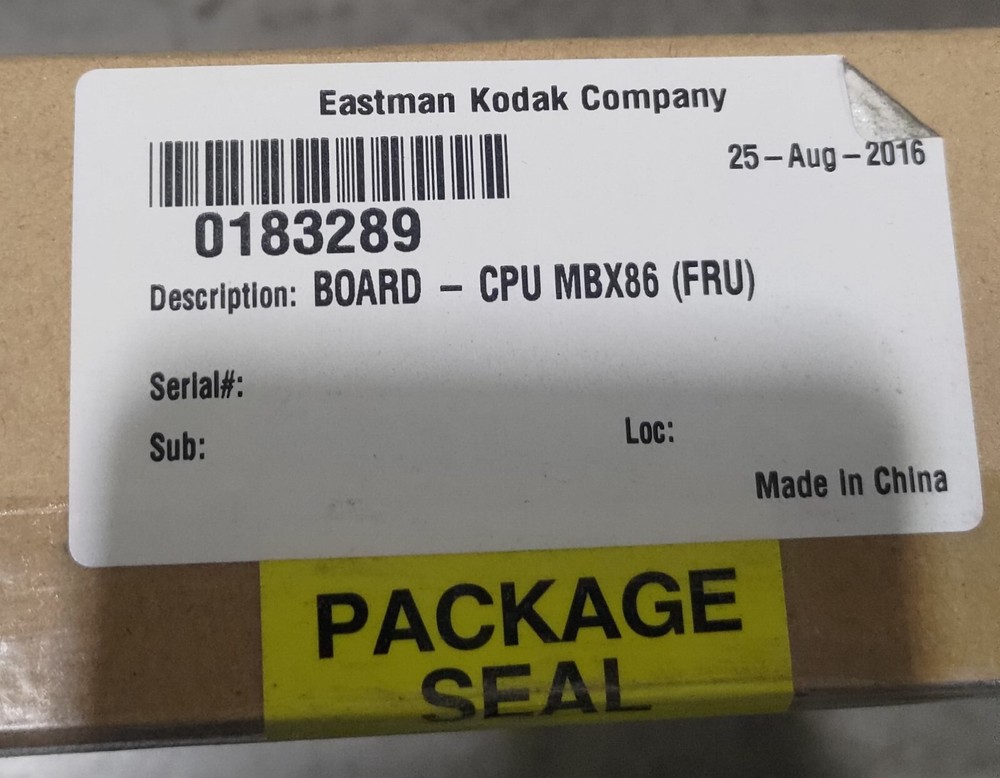 Eastman Kodak Company
25-Aug-2016
0183289
Description: BOARD - CPU MBX86 (FRU)
Serial#:
Sub:
Loc:
Made In China
PACKAGE
SEAL